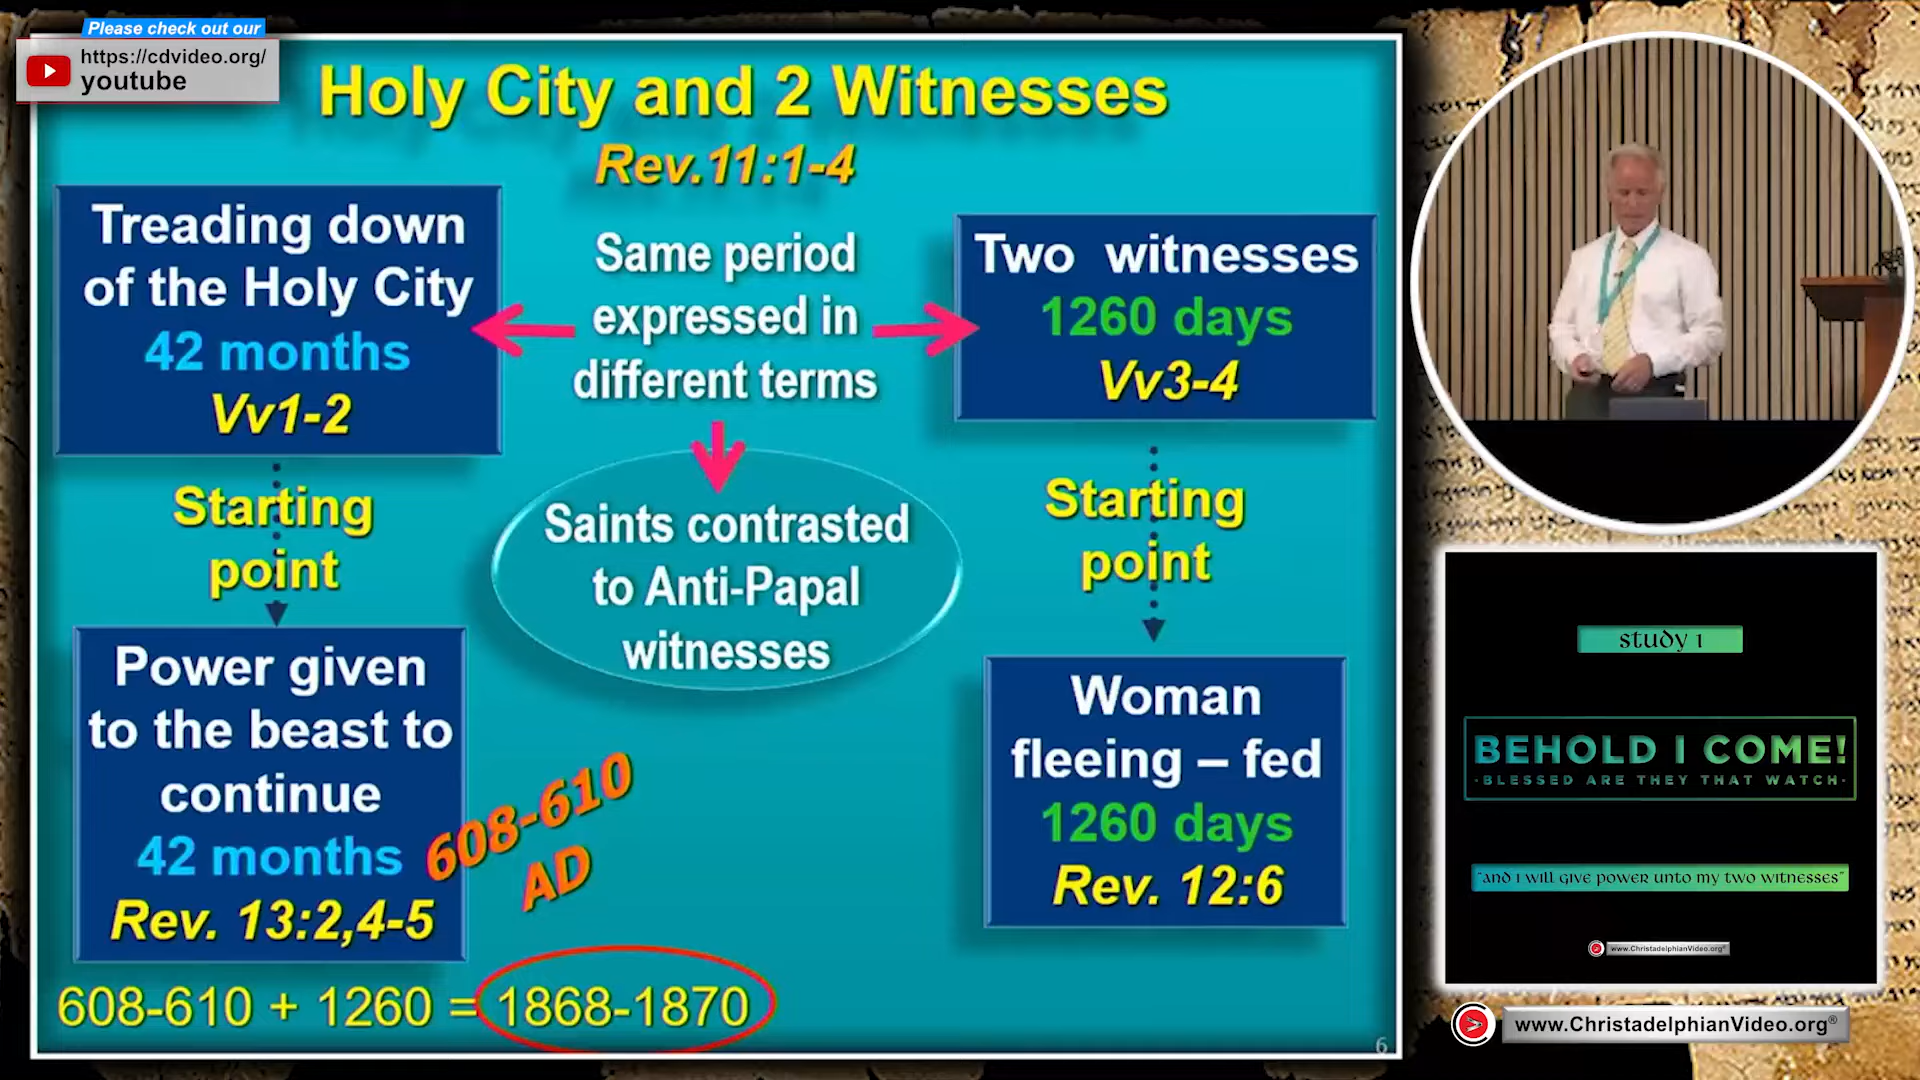 Please check out our
https://cdvideo.org/
youtube
Holy City and 2 Witnesses
Rev.11:1-4
Treading down
of the Holy City
42 months
Vv1-2
Same period
expressed in
different terms
Two witnesses
1260 days
Vv3-4
Starting
point
Saints contrasted
to Anti-Papal
witnesses
Starting
point
Power given
to the beast to
continue
42 months
Rev. 13:2,4-5
608-610
AD
Woman
fleeing – fed
1260 days
Rev. 12:6
608-610 + 1260 = 1868-1870
6
study 1
BEHOLD I COME!
·BLESSED ARE THEY THAT WATCH·
"and I will give power unto my two witnesses"
www.ChristadelphianVideo.org®
www.ChristadelphianVideo.org®